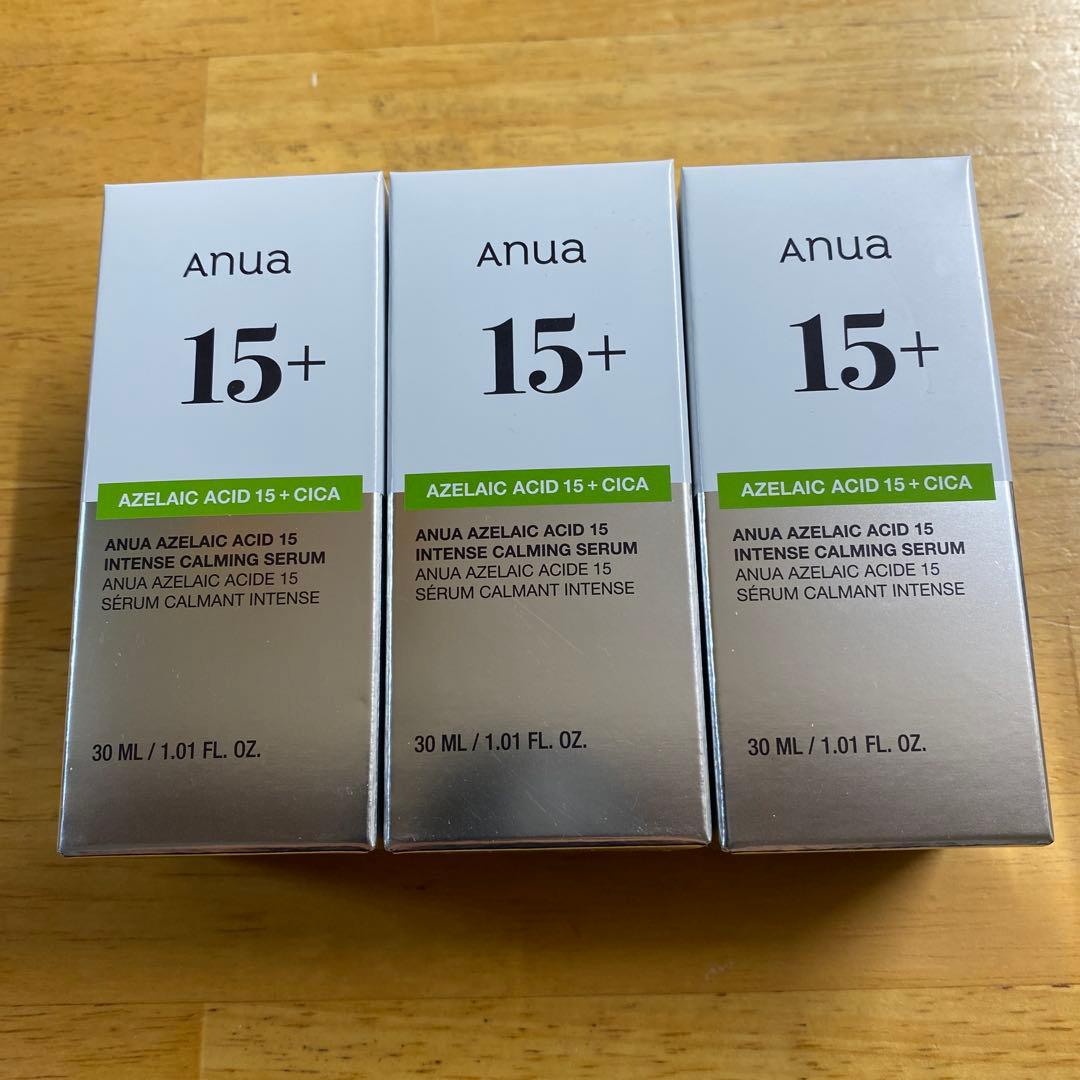 Anua
15+
AZELAIC ACID 15 + CICA
ANUA AZELAIC ACID 15
INTENSE CALMING SERUM
ANUA AZELAIC ACIDE 15
SÉRUM CALMANT INTENSE
30 ML / 1.01 FL. OZ.
Anua
15+
AZELAIC ACID 15 + CICA
ANUA AZELAIC ACID 15
INTENSE CALMING SERUM
ANUA AZELAIC ACIDE 15
SÉRUM CALMANT INTENSE
30 ML / 1.01 FL. OZ.
Anua
15+
AZELAIC ACID 15 + CICA
ANUA AZELAIC ACID 15
INTENSE CALMING SERUM
ANUA AZELAIC ACIDE 15
SÉRUM CALMANT INTENSE
30 ML / 1.01 FL. OZ.